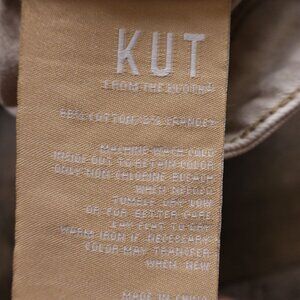 KUT
FROM THE KLOTH®
98% COTTON/2% SPANDEX
MACHINE WASH COLD
INSIDE OUT TO RETAIN COLOR
ONLY NON-CHLORINE BLEACH
WHEN NEEDED
TUMBLE DRY LOW
OR FOR BETTER CARE
LAY FLAT TO DRY
WARM IRON IF NECESSARY
COLOR MAY TRANSFER
WHEN NEW
MADE IN